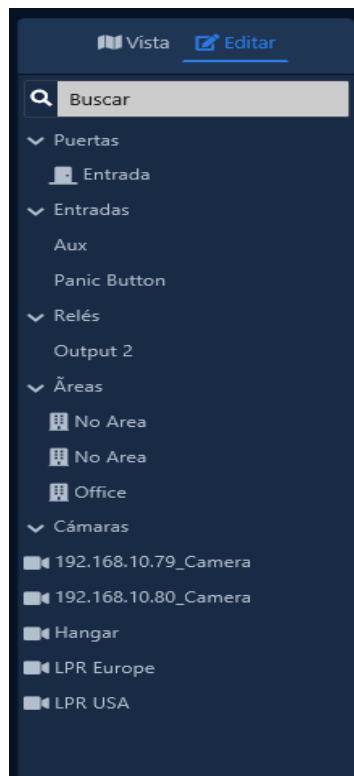 Vista Editar
Buscar
Puertas
Entrada
Entradas
Aux
Panic Button
Relés
Output 2
Ãreas
No Area
No Area
Office
Cámaras
192.168.10.79_Camera
192.168.10.80_Camera
Hangar
LPR Europe
LPR USA